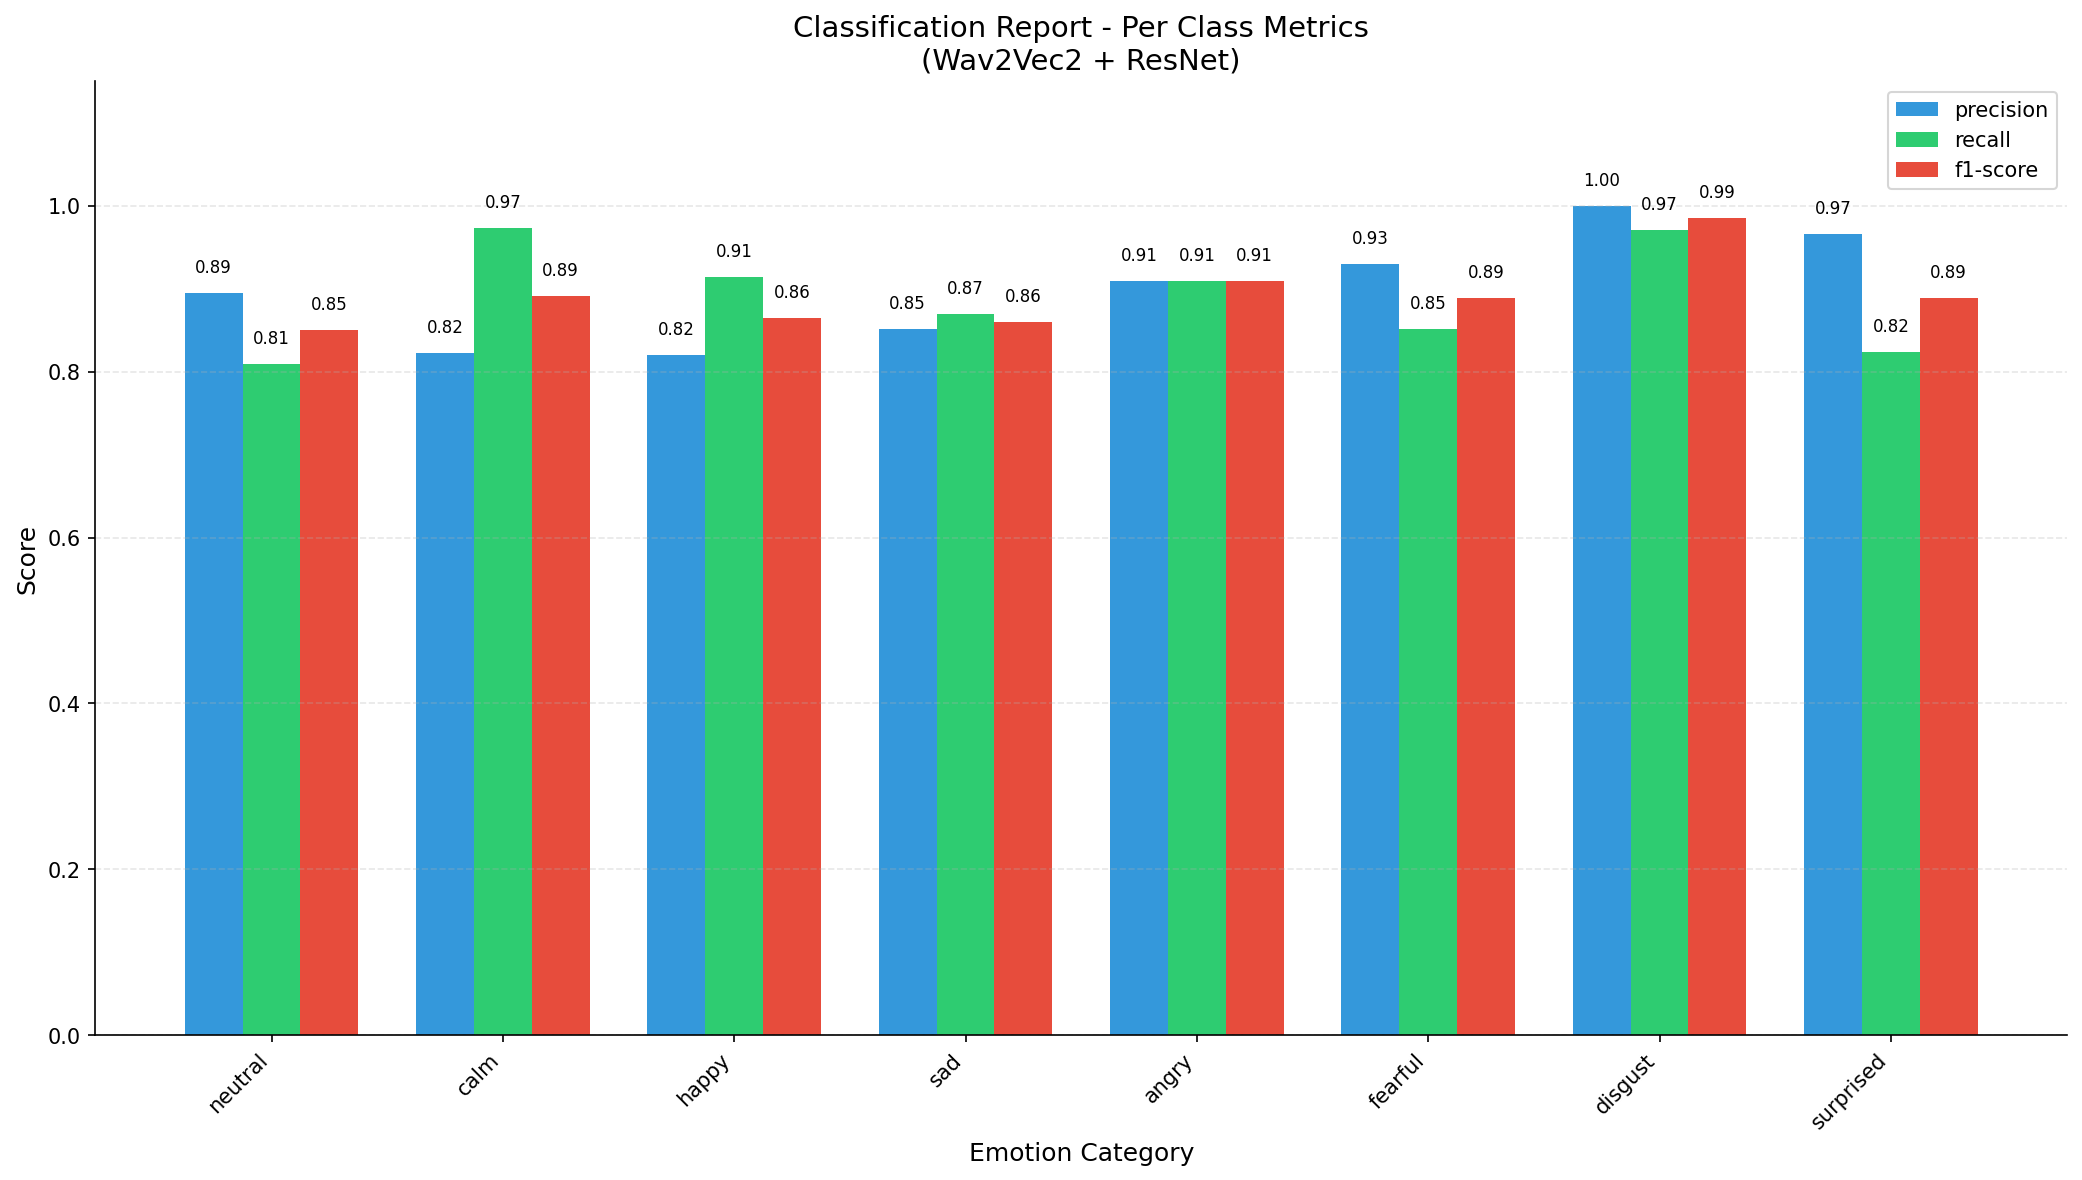 Classification Report - Per Class Metrics
(Wav2Vec2 + ResNet)
precision
recall
f1-score
Score
1.0
0.8
0.6
0.4
0.2
0.0
0.89
0.81
0.85
0.82
0.97
0.89
0.82
0.91
0.86
0.85
0.87
0.86
0.91
0.91
0.91
0.93
0.85
0.89
1.00
0.97
0.99
0.97
0.82
0.89
neutral
calm
happy
sad
angry
fearful
disgust
surprised
Emotion Category